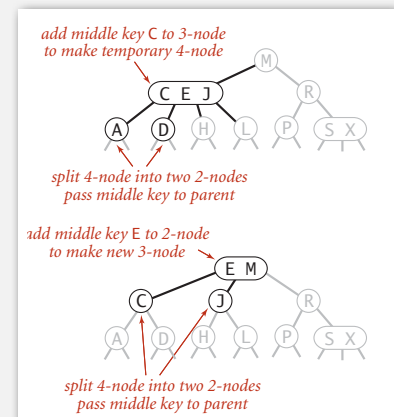 add middle key C to 3-node
to make temporary 4-node
M
C E J
R
A D H L P S X
split 4-node into two 2-nodes
pass middle key to parent
add middle key E to 2-node
to make new 3-node
E M
C J R
A D H L P S X
split 4-node into two 2-nodes
pass middle key to parent